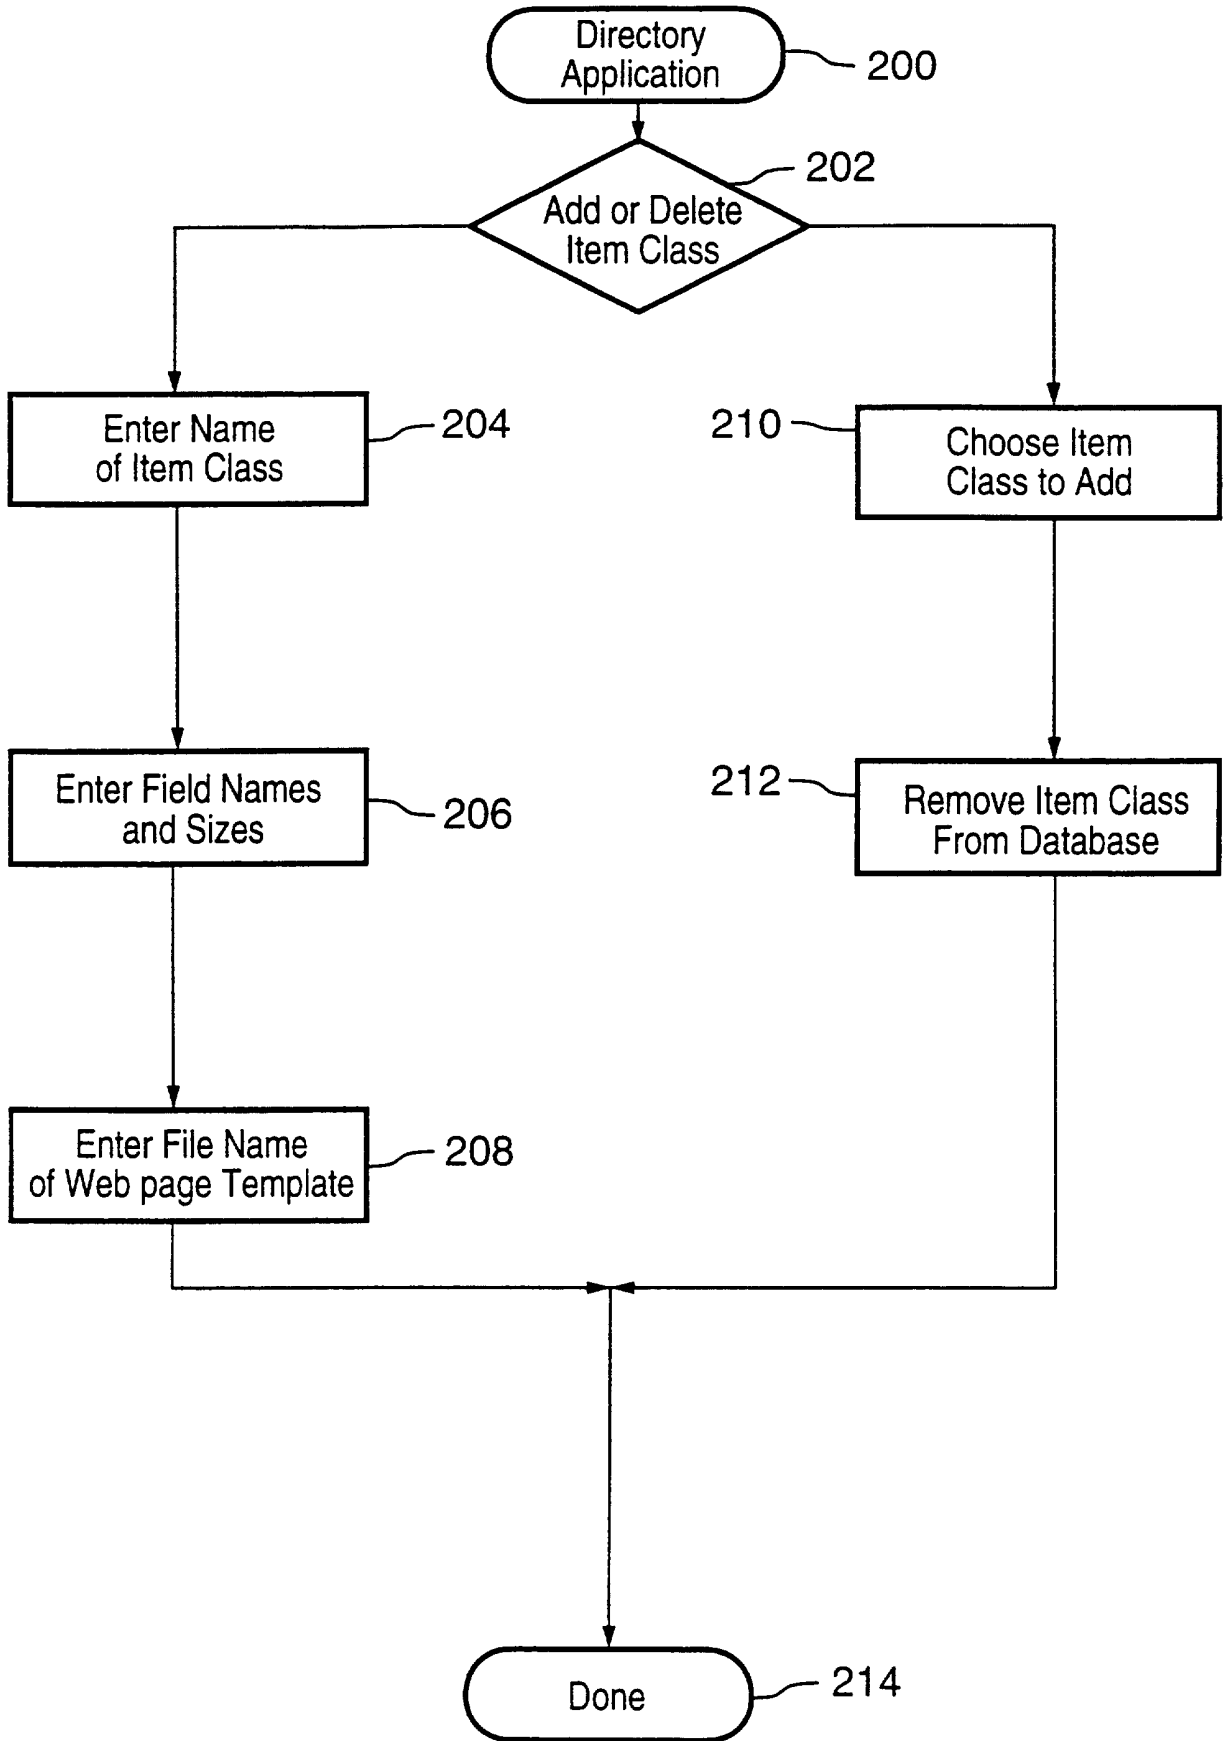 Directory
Application
200
202
Add or Delete
Item Class
Enter Name
of Item Class
204
210
Choose Item
Class to Add
Enter Field Names
and Sizes
206
212
Remove Item Class
From Database
Enter File Name
of Web page Template
208
Done
214